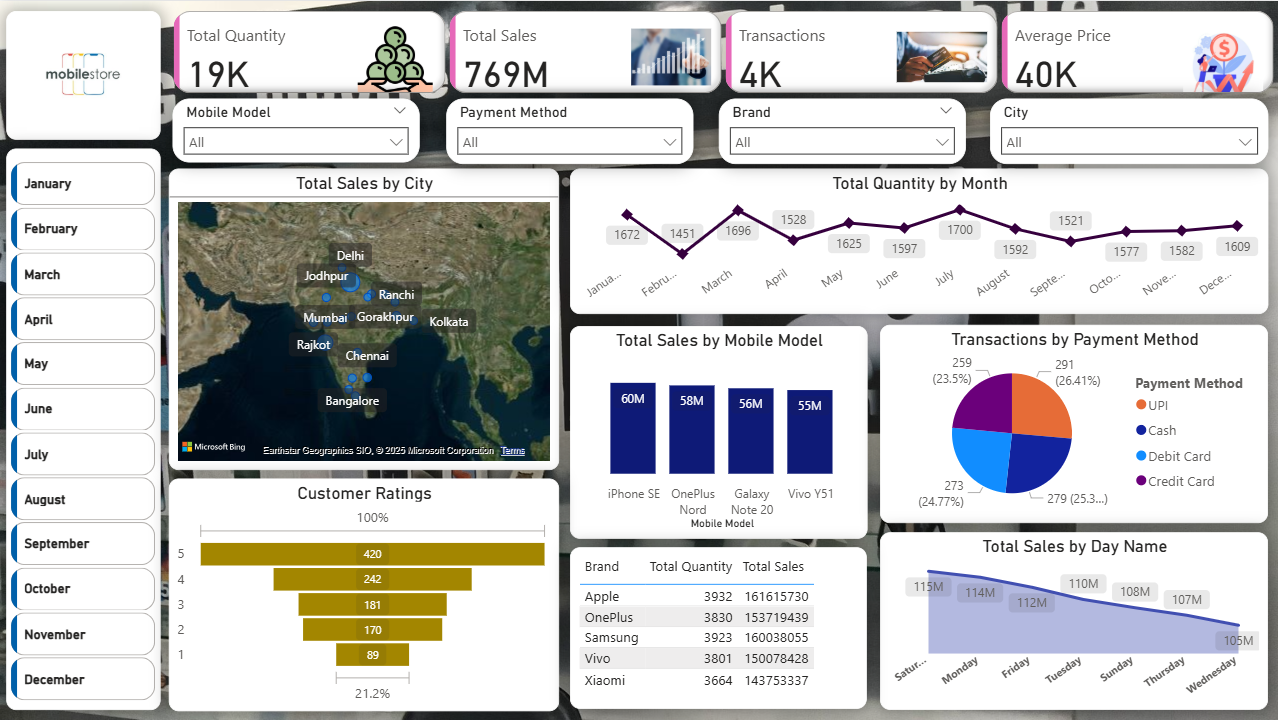 mobilestore
Total Quantity
19K
Total Sales
769M
Transactions
4K
Average Price
40K
Mobile Model
All
Payment Method
All
Brand
All
City
All
January
February
March
April
May
June
July
August
September
October
November
December
Total Sales by City
Delhi
Jodhpur
Ranchi
Mumbai
Gorakhpur
Kolkata
Rajkot
Chennai
Bangalore
Microsoft Bing
Earthstar Geographics SIO, © 2025 Microsoft Corporation Terms
Total Quantity by Month
1672
1451
1696
1528
1625
1597
1700
1592
1521
1577
1582
1609
Janua...
Febru...
March
April
May
June
July
August
Septe...
Octo...
Nove...
Dece...
Customer Ratings
100%
5 420
4 242
3 181
2 170
1 89
21.2%
Total Sales by Mobile Model
60M
58M
56M
55M
iPhone SE
OnePlus Nord
Galaxy Note 20
Vivo Y51
Mobile Model
Transactions by Payment Method
259 (23.5%)
291 (26.41%)
273 (24.77%)
279 (25.3...)
Payment Method
UPI
Cash
Debit Card
Credit Card
Brand Total Quantity Total Sales
Apple 3932 161615730
OnePlus 3830 153719439
Samsung 3923 160038055
Vivo 3801 150078428
Xiaomi 3664 143753337
Total Sales by Day Name
115M
114M
112M
110M
108M
107M
105M
Satur...
Monday
Friday
Tuesday
Sunday
Thursday
Wednesday